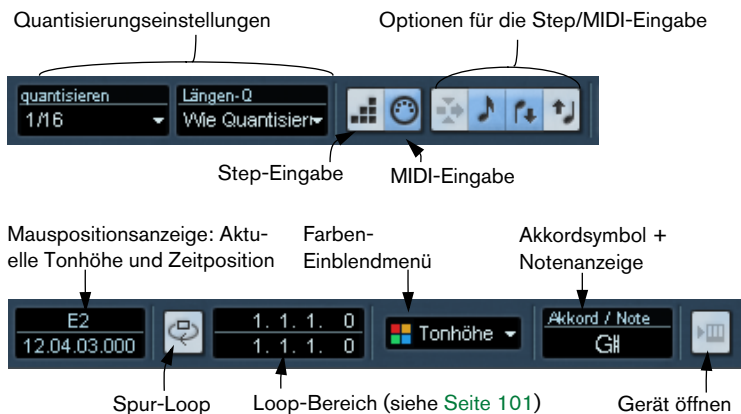 Quantisierungseinstellungen
Optionen für die Step/MIDI-Eingabe
quantisieren
Längen-Q
1/16
Wie Quantisier
Step-Eingabe
MIDI-Eingabe
Mauspositionsanzeige: Aktu-
elle Tonhöhe und Zeitposition
Farben-
Einblendmenü
Akkordsymbol +
Notenanzeige
E2
12.04.03.000
1. 1. 1. 0
1. 1. 1. 0
Tonhöhe
Akkord / Note
G#
Spur-Loop
Loop-Bereich (siehe Seite 101)
Gerät öffnen